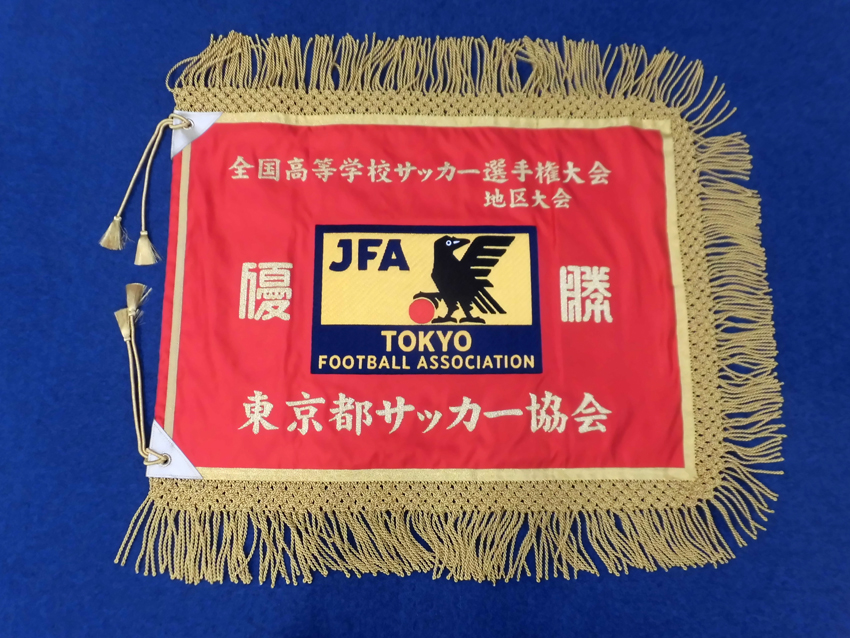 全国高等学校サッカー選手権大会
地区大会
JFA
優 勝
TOKYO
FOOTBALL ASSOCIATION
東京都サッカー協会